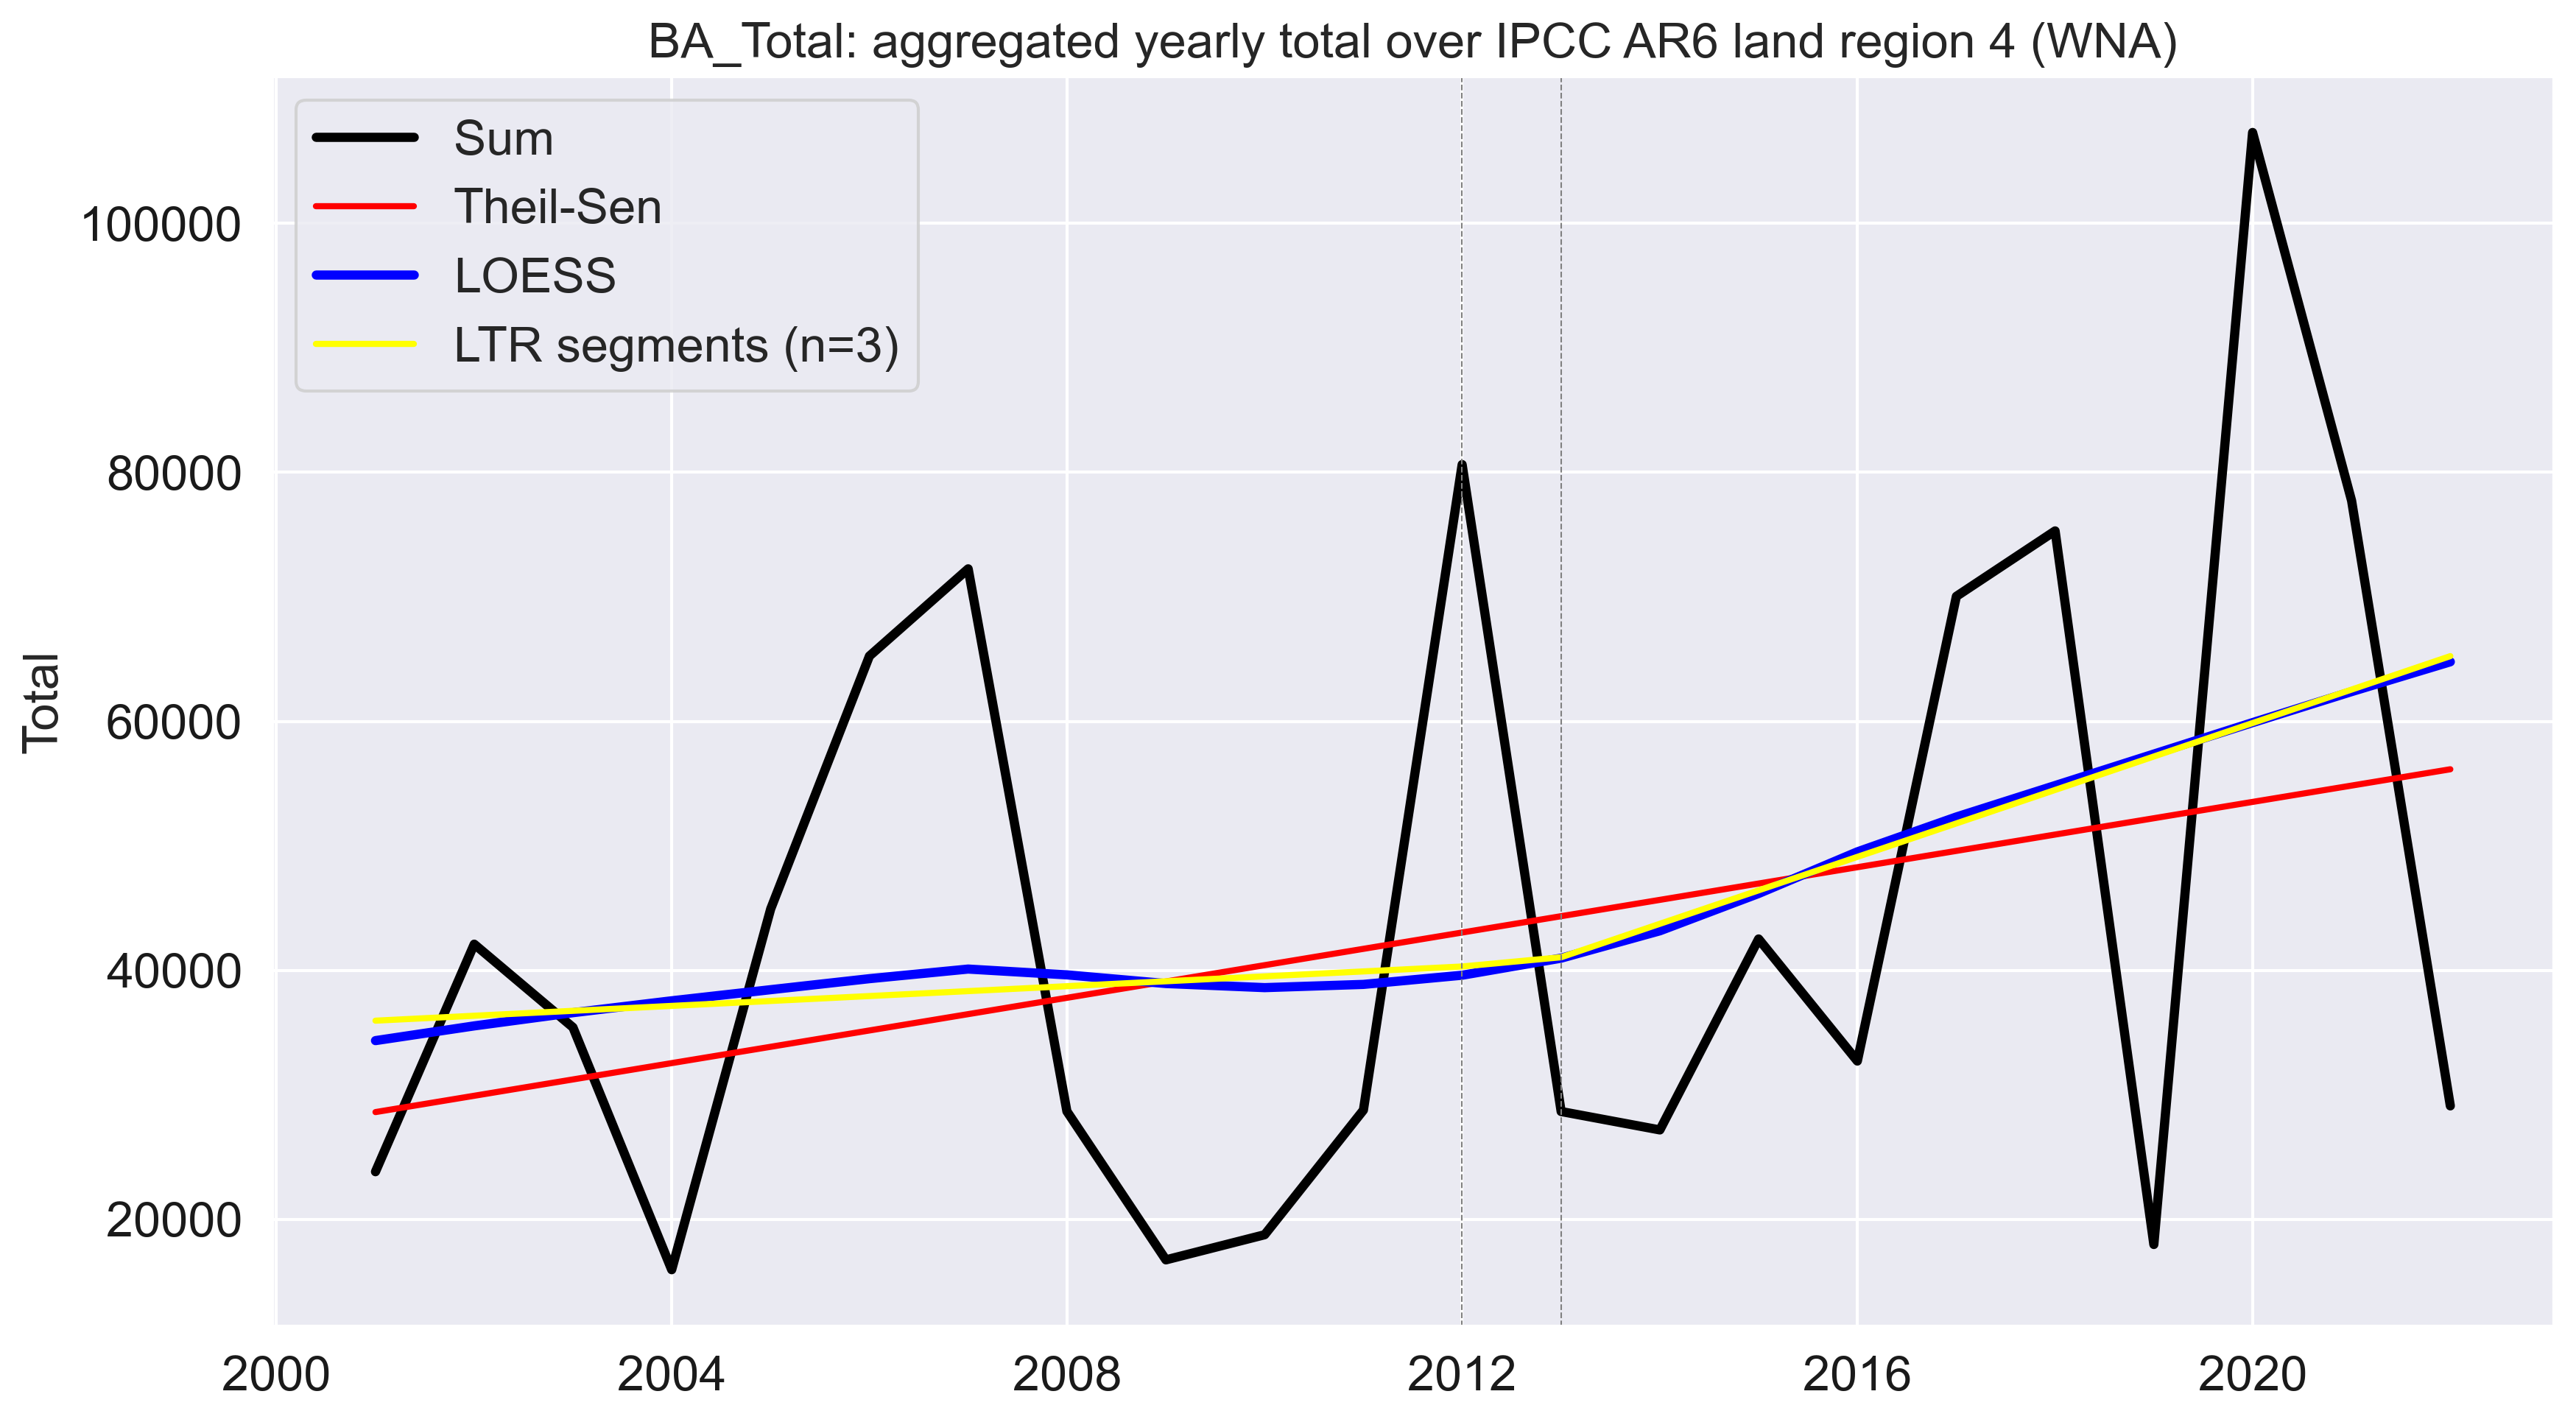 BA_Total: aggregated yearly total over IPCC AR6 land region 4 (WNA)
Sum
Theil-Sen
LOESS
LTR segments (n=3)
Total
100000
80000
60000
40000
20000
2000 2004 2008 2012 2016 2020